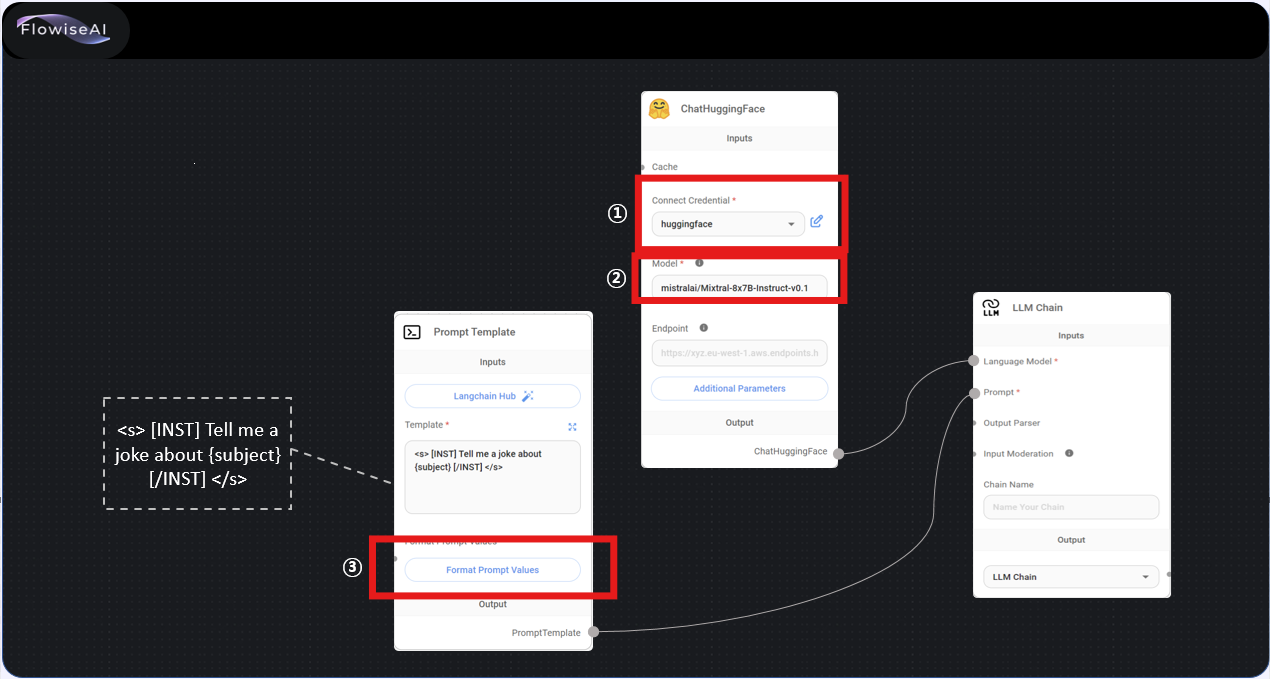 FlowiseAI
ChatHuggingFace
Inputs
Cache
①
Connect Credential *
huggingface
②
Model *
mistralai/Mixtral-8x7B-Instruct-v0.1
Endpoint
https://xyz.eu-west-1.aws.endpoints.h
Additional Parameters
Output
ChatHuggingFace
Prompt Template
Inputs
Langchain Hub
Template *
<s> [INST] Tell me a joke about
{subject} [/INST] </s>
<s> [INST] Tell me a
joke about {subject}
[/INST] </s>
Format Prompt Values
③
Format Prompt Values
Output
PromptTemplate
LLM
LLM Chain
Inputs
Language Model *
Prompt *
Output Parser
Input Moderation
Chain Name
Name Your Chain
Output
LLM Chain